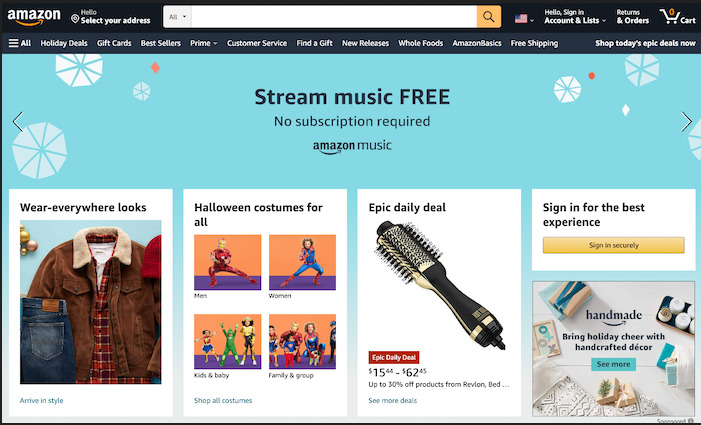 amazon
Hello
Select your address
All
Hello, Sign in
Account & Lists
Returns
& Orders
0
Cart
All
Holiday Deals
Gift Cards
Best Sellers
Prime
Customer Service
Find a Gift
New Releases
Whole Foods
AmazonBasics
Free Shipping
Shop today's epic deals now
Stream music FREE
No subscription required
amazon music
Wear-everywhere looks
Arrive in style
Halloween costumes for
all
Men
Women
Kids & baby
Family & group
Shop all costumes
Epic daily deal
Epic Daily Deal
$1544 - $6245
Up to 30% off products from Revlon, Bed ...
See more deals
Sign in for the best
experience
Sign in securely
handmade
Bring holiday cheer with
handcrafted décor
See more
Sponsored